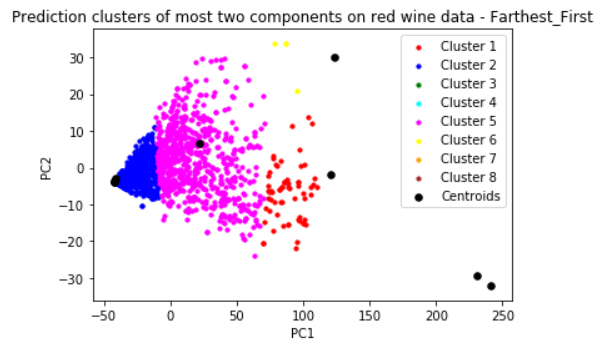 Prediction clusters of most two components on red wine data - Farthest_First
30
20
10
0
−10
−20
−30
PC2
−50
0
50
100
150
200
250
PC1
Cluster 1
Cluster 2
Cluster 3
Cluster 4
Cluster 5
Cluster 6
Cluster 7
Cluster 8
Centroids